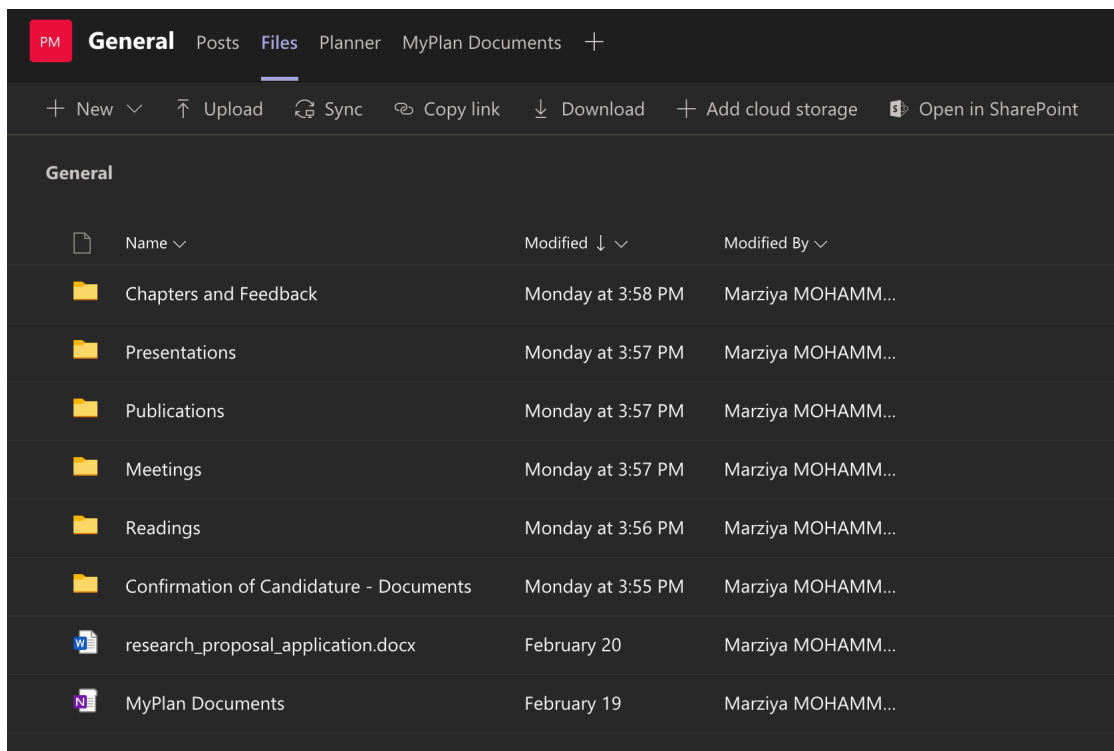 PM General Posts Files Planner MyPlan Documents
New Upload Sync Copy link Download Add cloud storage Open in SharePoint
General
Name Modified Modified By
Chapters and Feedback Monday at 3:58 PM Marziya MOHAMM...
Presentations Monday at 3:57 PM Marziya MOHAMM...
Publications Monday at 3:57 PM Marziya MOHAMM...
Meetings Monday at 3:57 PM Marziya MOHAMM...
Readings Monday at 3:56 PM Marziya MOHAMM...
Confirmation of Candidature - Documents Monday at 3:55 PM Marziya MOHAMM...
research_proposal_application.docx February 20 Marziya MOHAMM...
MyPlan Documents February 19 Marziya MOHAMM...